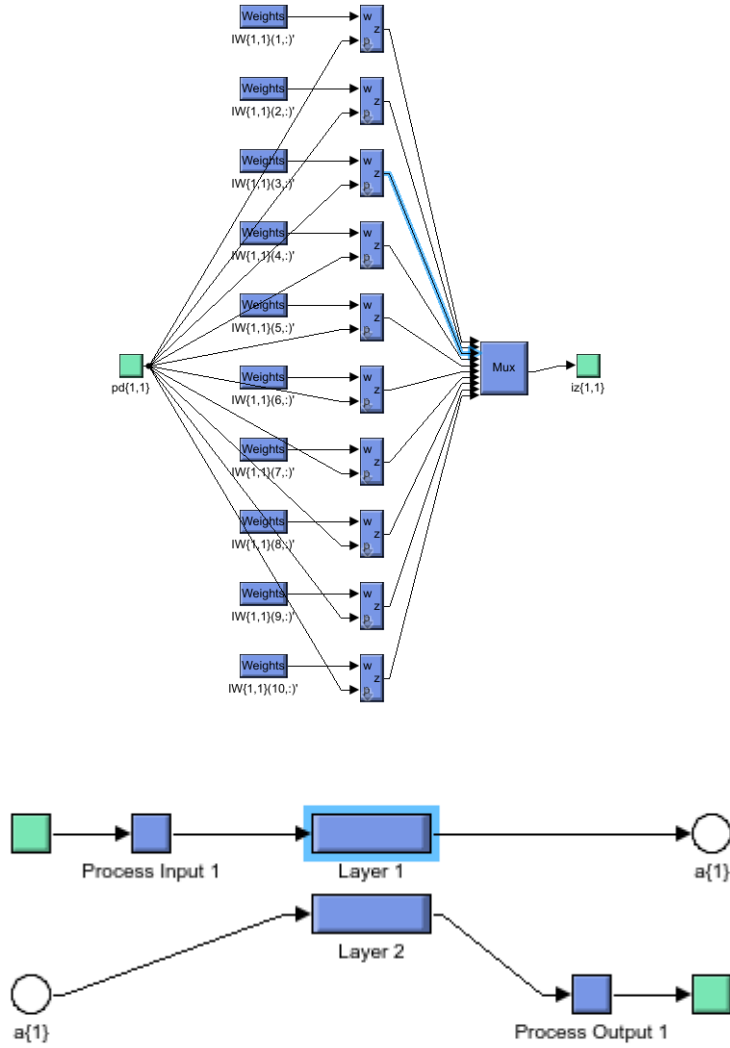 Weights
w
z
p
IW{1,1}(1,:)'
Weights
w
z
p
IW{1,1}(2,:)'
Weights
w
z
p
IW{1,1}(3,:)'
Weights
w
z
p
IW{1,1}(4,:)'
Weights
w
z
p
IW{1,1}(5,:)'
pd{1,1}
Mux
iz{1,1}
Weights
w
z
p
IW{1,1}(6,:)'
Weights
w
z
p
IW{1,1}(7,:)'
Weights
w
z
p
IW{1,1}(8,:)'
Weights
w
z
p
IW{1,1}(9,:)'
Weights
w
z
p
IW{1,1}(10,:)'
Process Input 1
Layer 1
a{1}
Layer 2
a{1}
Process Output 1